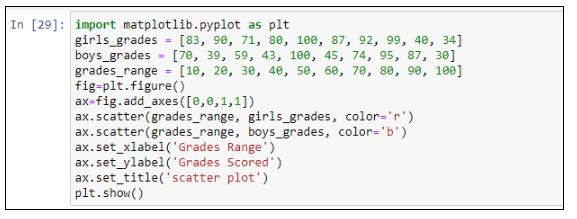 In [29]: import matplotlib.pyplot as plt
girls_grades = [83, 90, 71, 80, 100, 87, 92, 99, 40, 34]
boys_grades = [70, 39, 59, 43, 100, 45, 74, 95, 87, 30]
grades_range = [10, 20, 30, 40, 50, 60, 70, 80, 90, 100]
fig=plt.figure()
ax=fig.add_axes([0,0,1,1])
ax.scatter(grades_range, girls_grades, color='r')
ax.scatter(grades_range, boys_grades, color='b')
ax.set_xlabel('Grades Range')
ax.set_ylabel('Grades Scored')
ax.set_title('scatter plot')
plt.show()